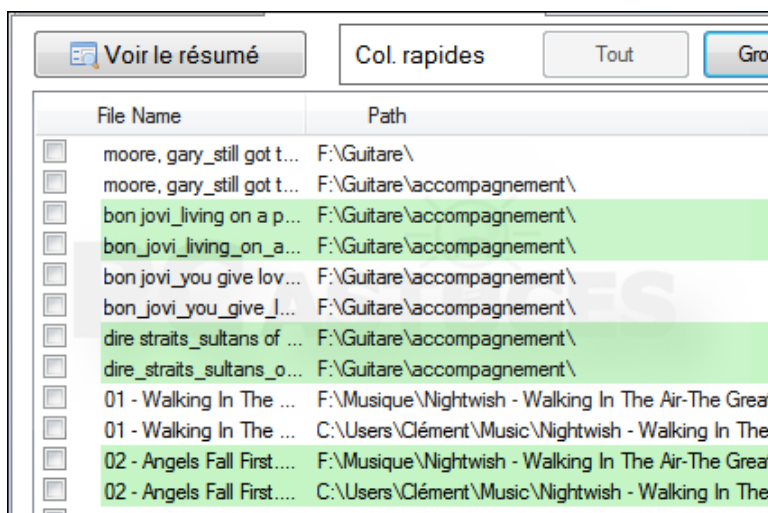 Voir le résumé Col. rapides Tout Gro
File Name Path
moore, gary_still got t... F:\Guitare\
moore, gary_still got t... F:\Guitare\accompagnement\
bon jovi_living on a p... F:\Guitare\accompagnement\
bon_jovi_living_on_a... F:\Guitare\accompagnement\
bon jovi_you give lov... F:\Guitare\accompagnement\
bon_jovi_you_give_l... F:\Guitare\accompagnement\
dire straits_sultans of ... F:\Guitare\accompagnement\
dire_straits_sultans_o... F:\Guitare\accompagnement\
01 - Walking In The ... F:\Musique\Nightwish - Walking In The Air-The Grea
01 - Walking In The ... C:\Users\Clément\Music\Nightwish - Walking In The
02 - Angels Fall First.... F:\Musique\Nightwish - Walking In The Air-The Grea
02 - Angels Fall First.... C:\Users\Clément\Music\Nightwish - Walking In The